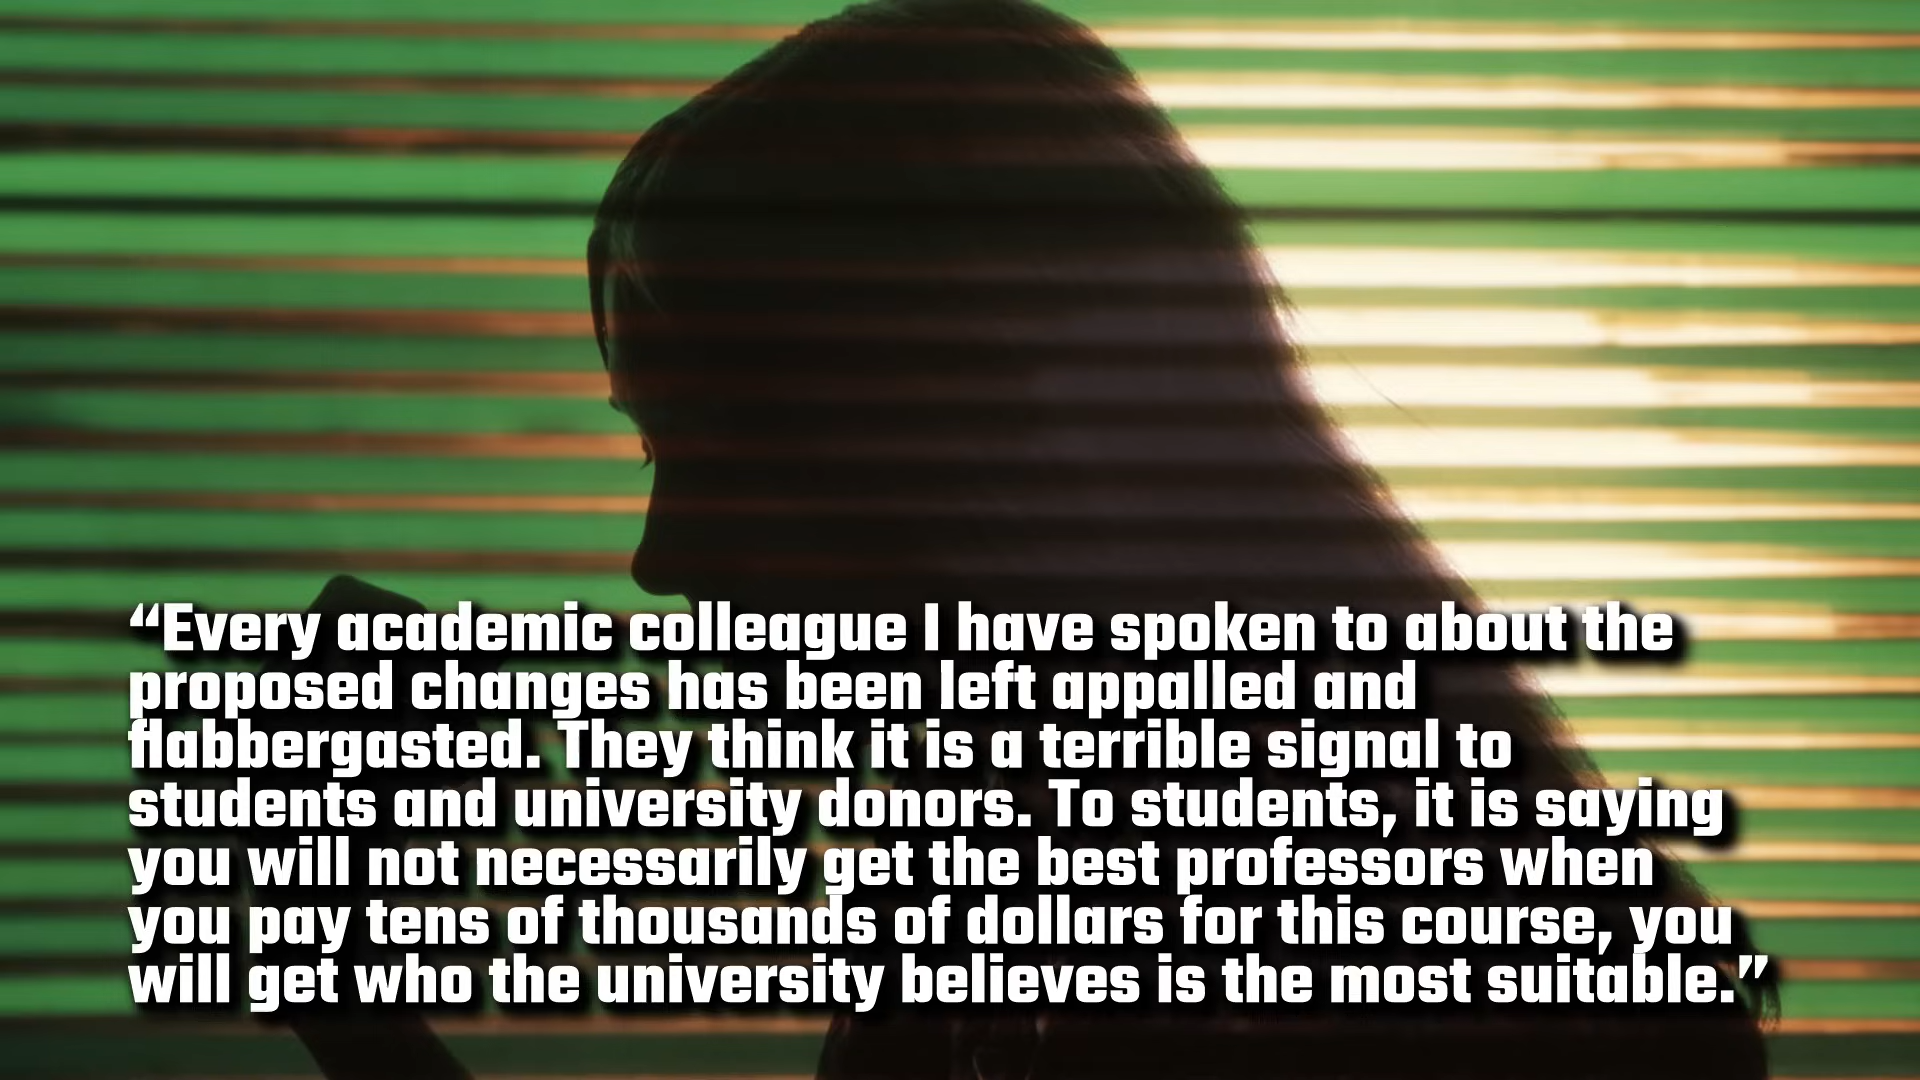 “Every academic colleague I have spoken to about the
proposed changes has been left appalled and
flabbergasted. They think it is a terrible signal to
students and university donors. To students, it is saying
you will not necessarily get the best professors when
you pay tens of thousands of dollars for this course, you
will get who the university believes is the most suitable.”